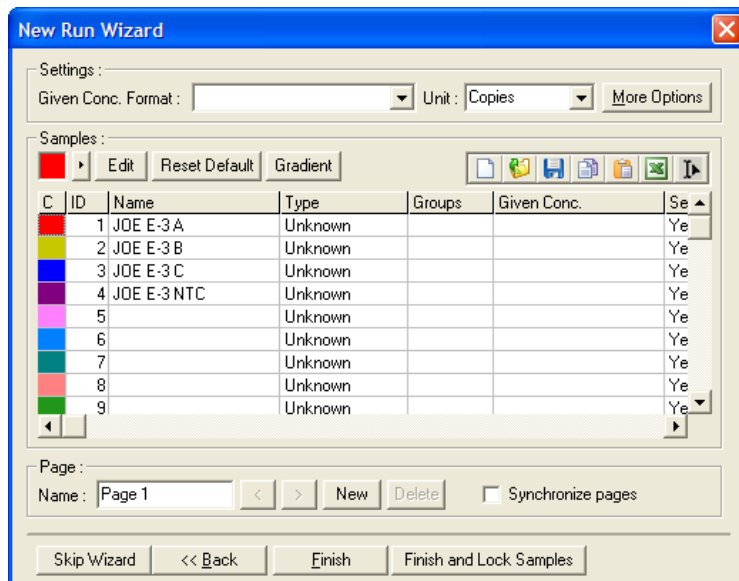 New Run Wizard
Settings :
Given Conc. Format : Unit : Copies More Options
Samples :
Edit Reset Default Gradient
C ID Name Type Groups Given Conc. Se
1 JOE E-3 A Unknown Ye
2 JOE E-3 B Unknown Ye
3 JOE E-3 C Unknown Ye
4 JOE E-3 NTC Unknown Ye
5 Unknown Ye
6 Unknown Ye
7 Unknown Ye
8 Unknown Ye
9 Unknown Ye
Page :
Name : Page 1 < > New Delete Synchronize pages
Skip Wizard << Back Finish Finish and Lock Samples